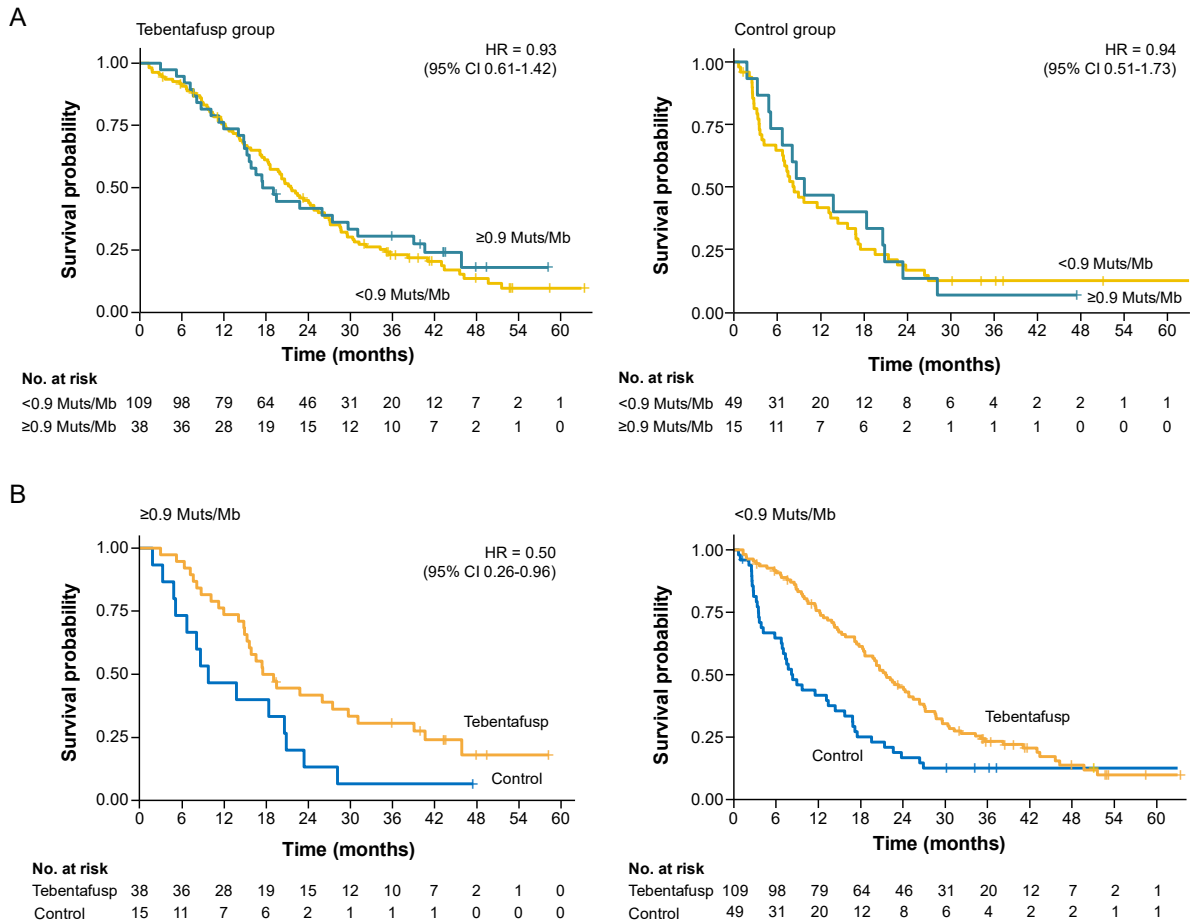 A
Tebentafusp group
HR = 0.93
(95% CI 0.61-1.42)
Survival probability
1.00
0.75
0.50
0.25
0.00
≥0.9 Muts/Mb
<0.9 Muts/Mb
0 6 12 18 24 30 36 42 48 54 60
Time (months)
No. at risk
<0.9 Muts/Mb 109 98 79 64 46 31 20 12 7 2 1
≥0.9 Muts/Mb 38 36 28 19 15 12 10 7 2 1 0
Control group
HR = 0.94
(95% CI 0.51-1.73)
Survival probability
1.00
0.75
0.50
0.25
0.00
<0.9 Muts/Mb
≥0.9 Muts/Mb
0 6 12 18 24 30 36 42 48 54 60
Time (months)
No. at risk
<0.9 Muts/Mb 49 31 20 12 8 6 4 2 2 1 1
≥0.9 Muts/Mb 15 11 7 6 2 1 1 1 0 0 0
B
≥0.9 Muts/Mb
HR = 0.50
(95% CI 0.26-0.96)
Survival probability
1.00
0.75
0.50
0.25
0.00
Tebentafusp
Control
0 6 12 18 24 30 36 42 48 54 60
Time (months)
No. at risk
Tebentafusp 38 36 28 19 15 12 10 7 2 1 0
Control 15 11 7 6 2 1 1 1 0 0 0
<0.9 Muts/Mb
Survival probability
1.00
0.75
0.50
0.25
0.00
Tebentafusp
Control
0 6 12 18 24 30 36 42 48 54 60
Time (months)
No. at risk
Tebentafusp 109 98 79 64 46 31 20 12 7 2 1
Control 49 31 20 12 8 6 4 2 2 1 1